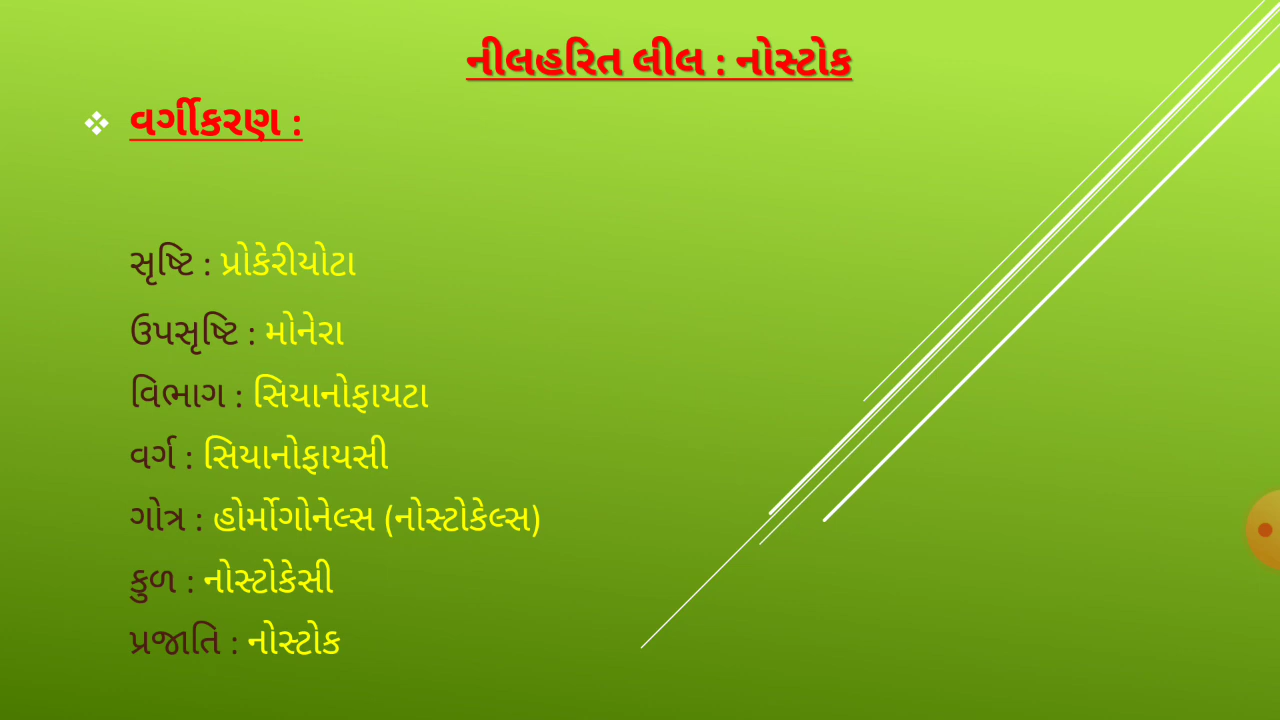 નીલહરિત લીલ : નોસ્ટોક
વર્ગીકરણ :
સૃષ્ટિ : પ્રોકેરીયોટા
ઉપસૃષ્ટિ : મોનેરા
વિભાગ : સિયાનોફાયટા
વર્ગ : સિયાનોફાયસી
ગોત્ર : હોર્મોગોનેલ્સ (નોસ્ટોકેલ્સ)
કુળ : નોસ્ટોકેસી
પ્રજાતિ : નોસ્ટોક